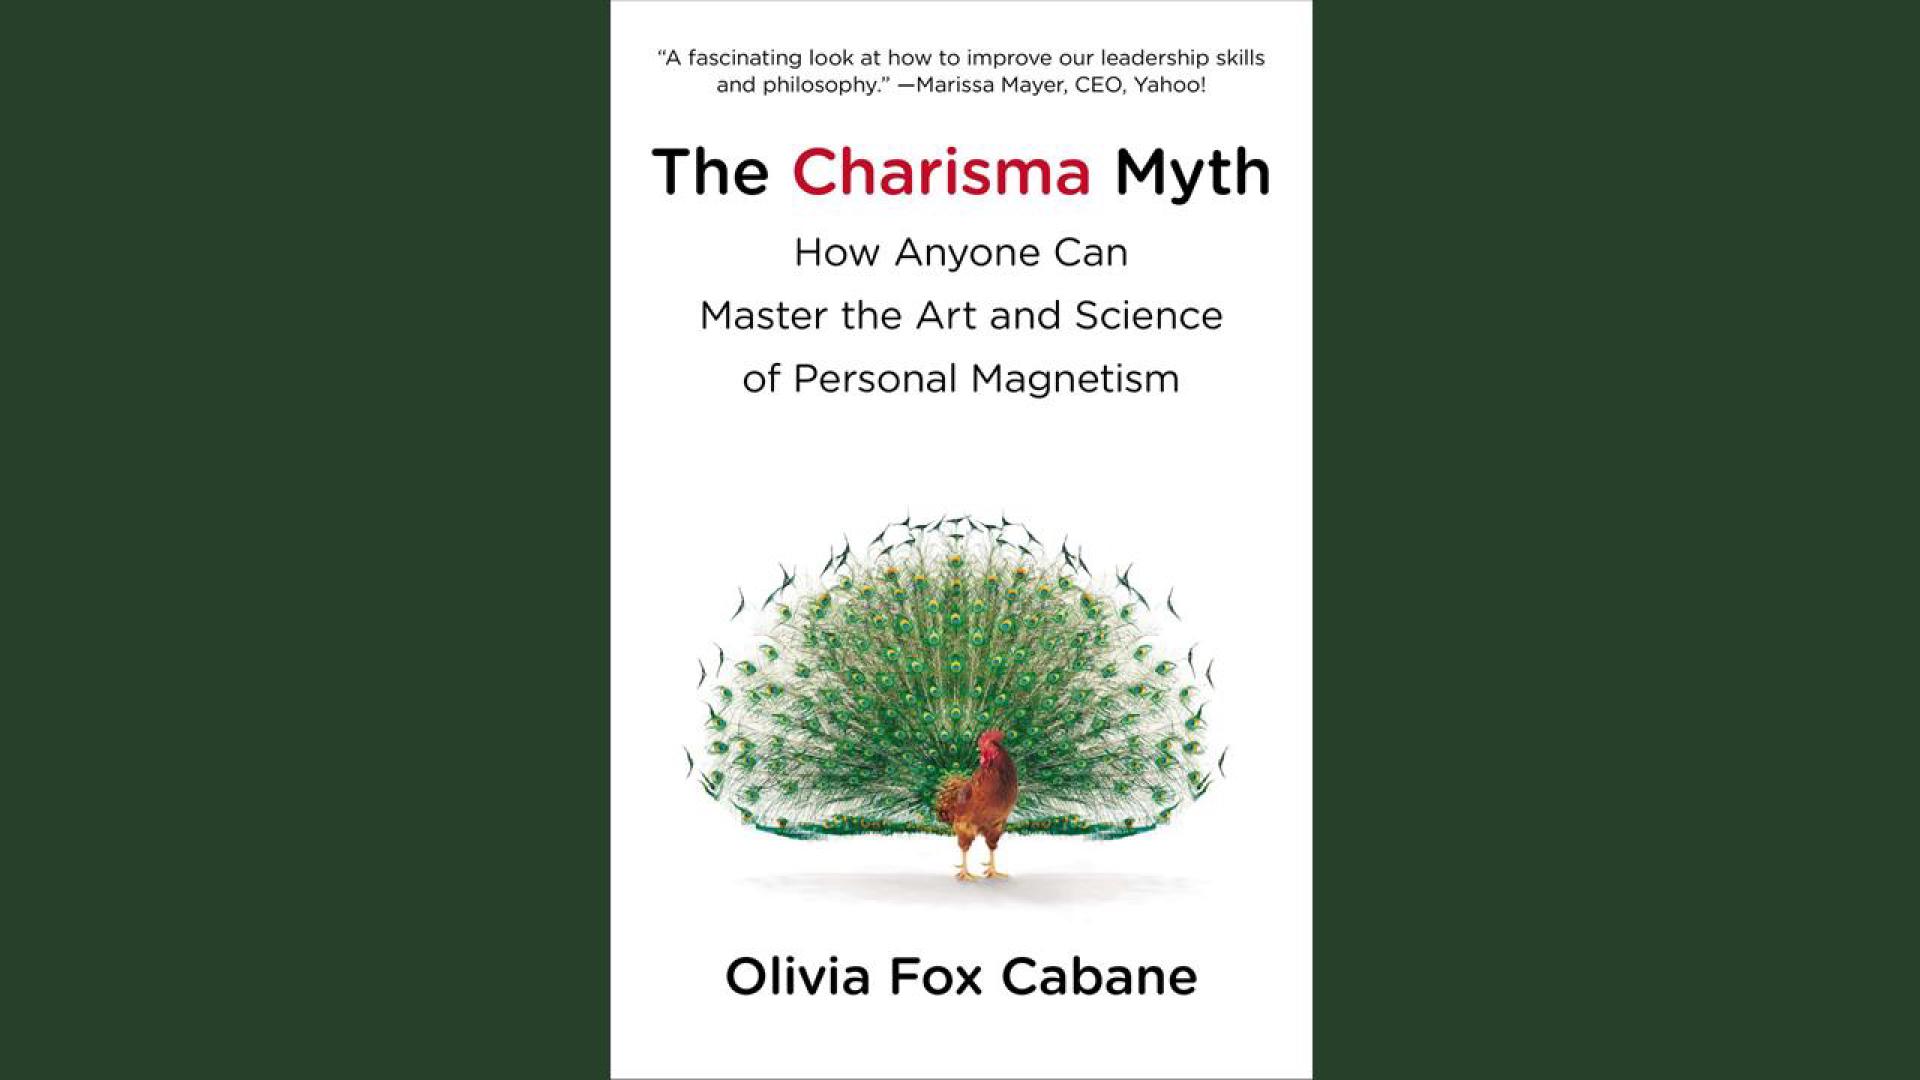 “A fascinating look at how to improve our leadership skills
and philosophy.” —Marissa Mayer, CEO, Yahoo!
The Charisma Myth
How Anyone Can
Master the Art and Science
of Personal Magnetism
Olivia Fox Cabane